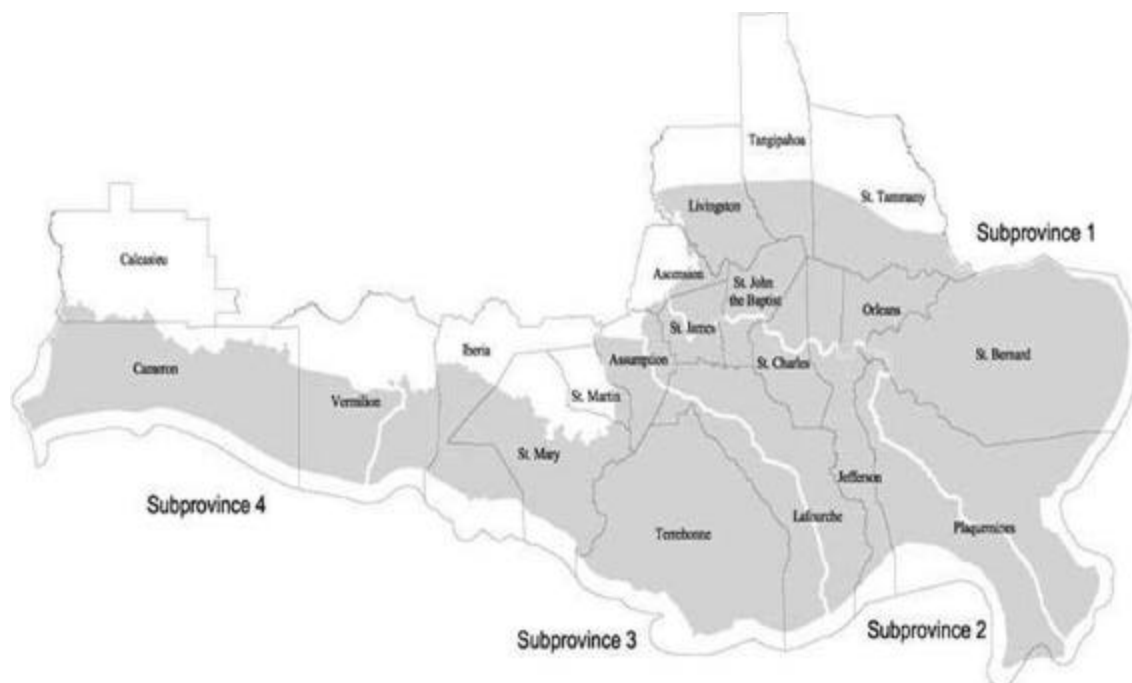 Tangipahoa
St. Tammany
Livingston
Subprovince 1
Calcasieu
Ascension
St. John
the Baptist
Orleans
St. James
Iberia
Assumption
St. Charles
St. Bernard
Cameron
St. Martin
Vermilion
St. Mary
Jefferson
Subprovince 4
Lafourche
Terrebonne
Plaquemines
Subprovince 2
Subprovince 3